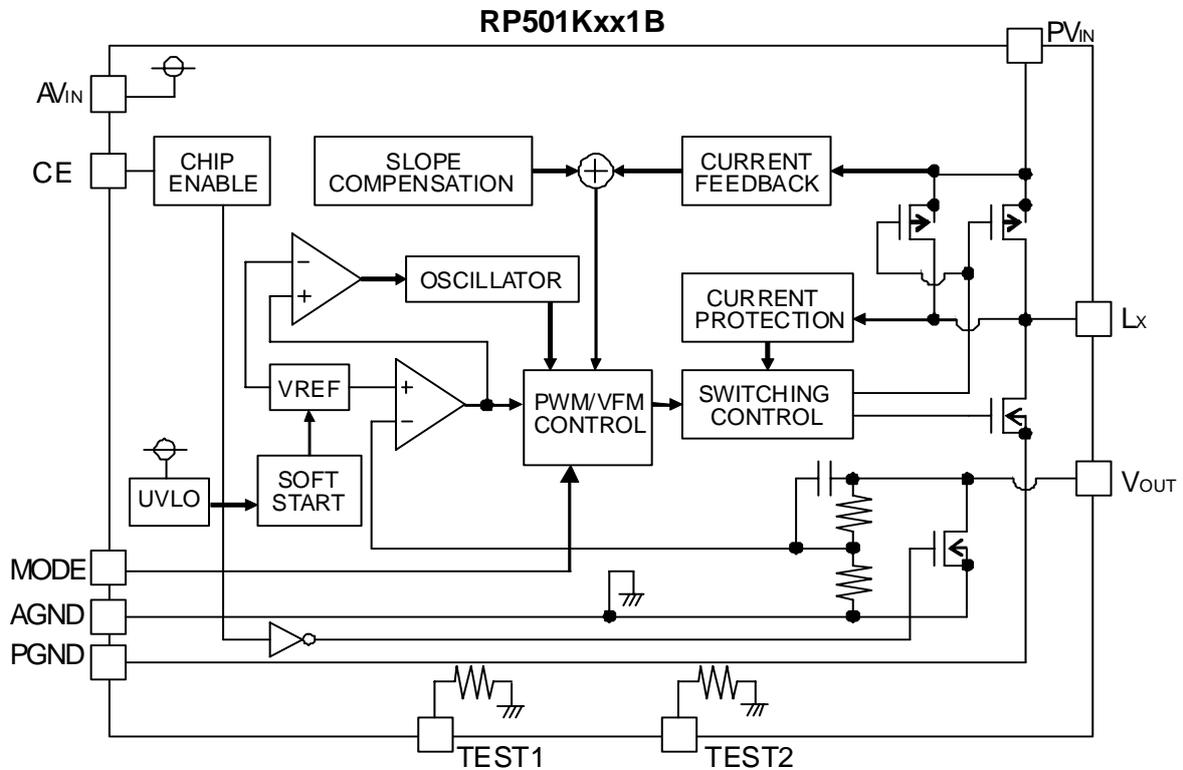 RP501Kxx1B
PVIN
AVIN
CE
CHIP
ENABLE
SLOPE
COMPENSATION
+
CURRENT
FEEDBACK
−
+
OSCILLATOR
CURRENT
PROTECTION
LX
VREF
+
−
PWM/VFM
CONTROL
SWITCHING
CONTROL
UVLO
SOFT
START
VOUT
MODE
AGND
PGND
TEST1
TEST2